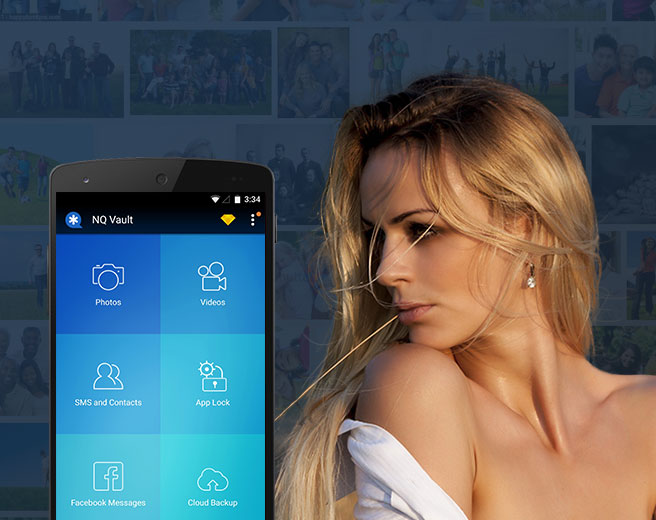 3:34
NQ Vault
Photos
Videos
SMS and Contacts
App Lock
Facebook Messages
Cloud Backup